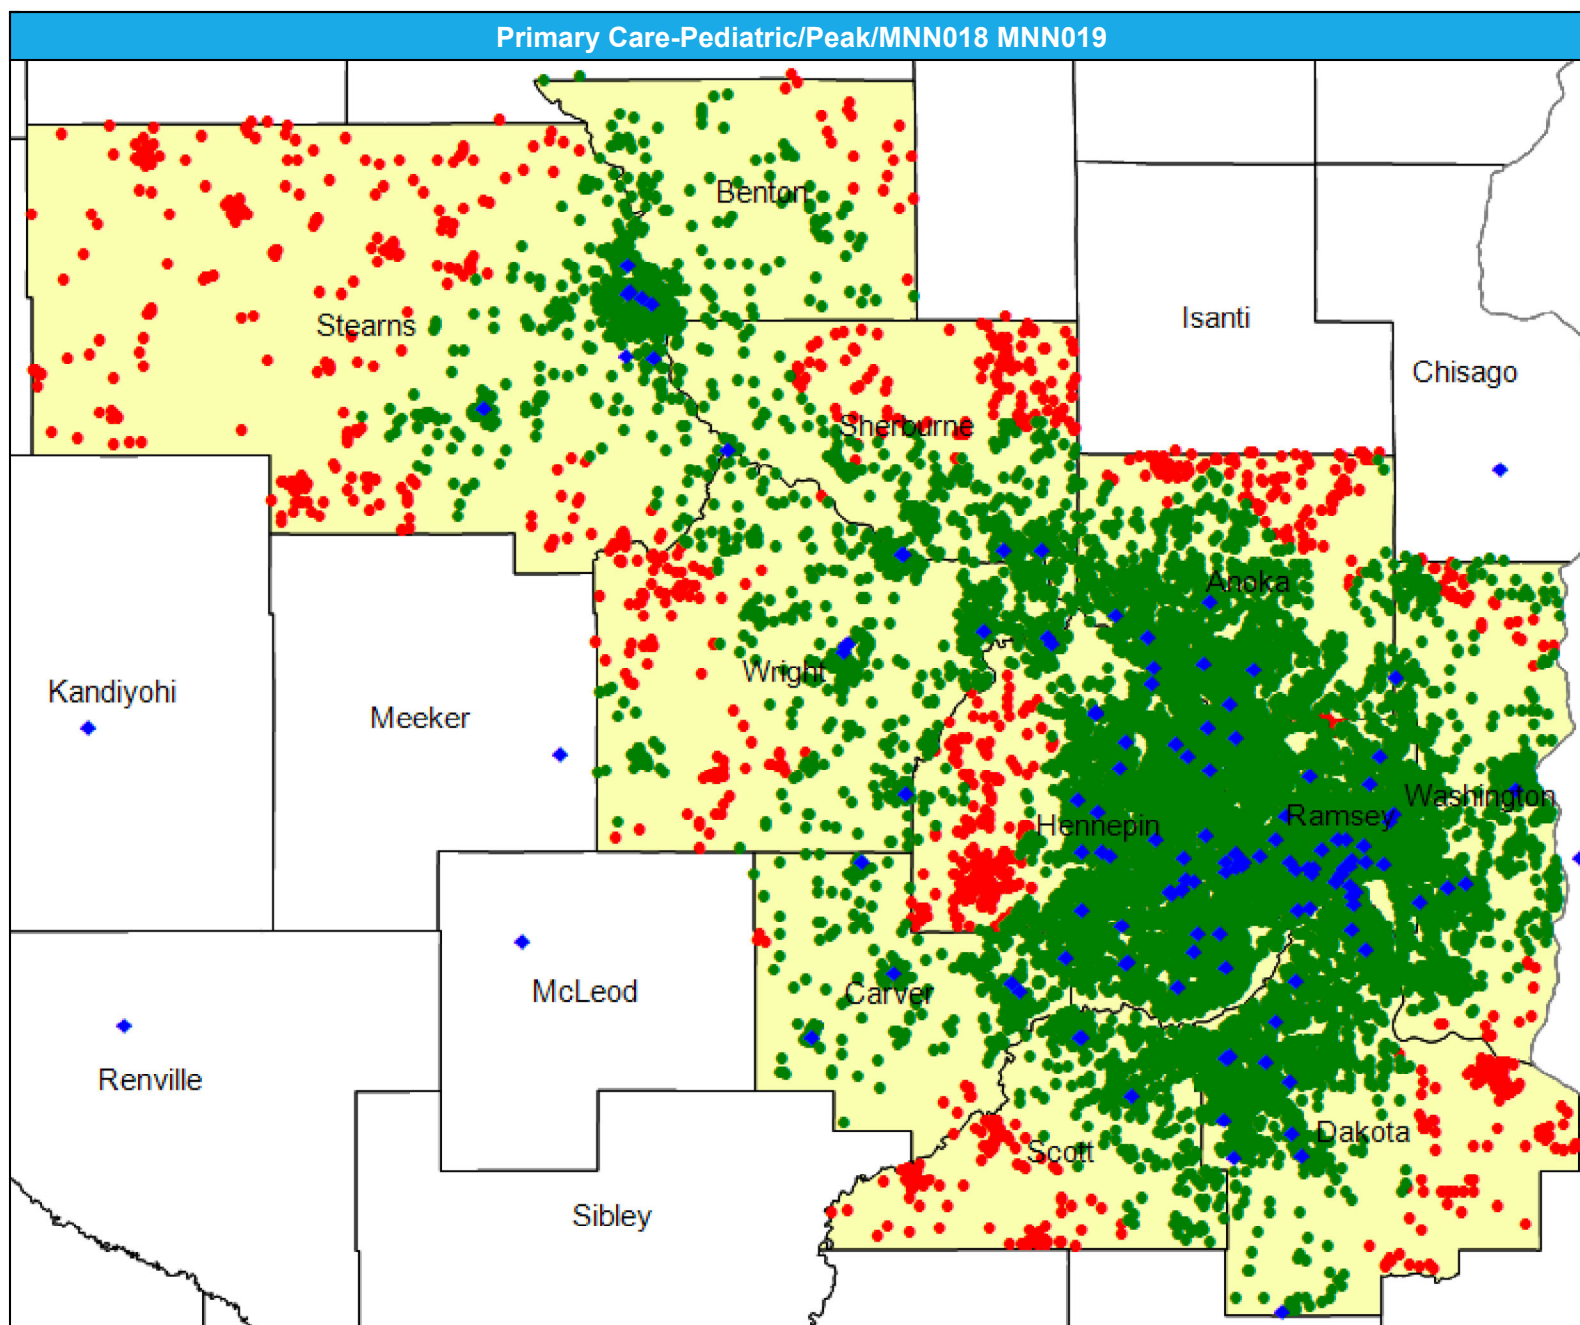 Primary Care-Pediatric/Peak/MNN018 MNN019
Benton
Stearns
Isanti
Chisago
Sherburne
Anoka
Wright
Kandiyohi
Meeker
Washington
Ramsey
Hennepin
McLeod
Carver
Renville
Dakota
Scott
Sibley